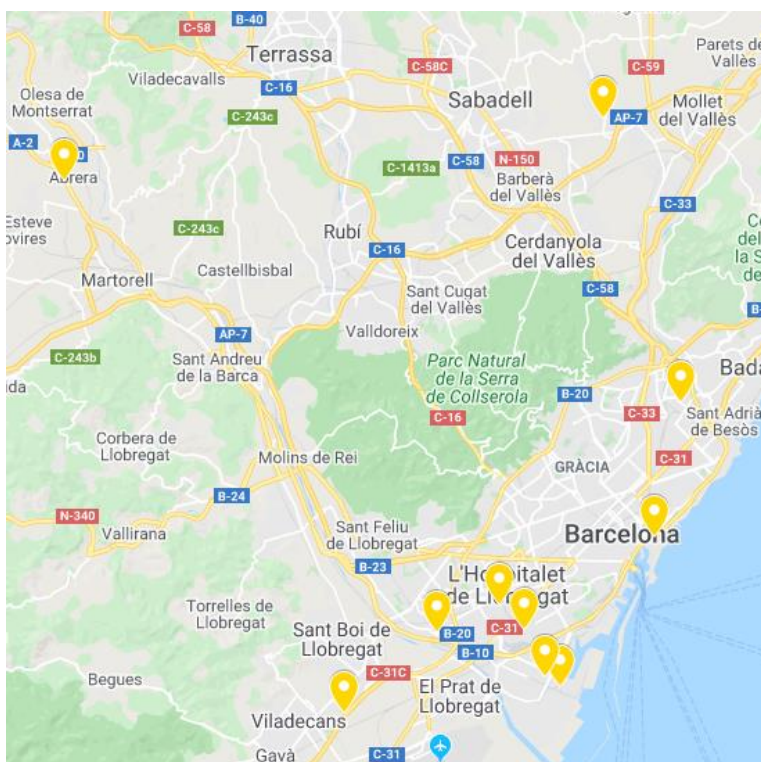 C-58
B-40
Terrassa
Parets de
Vallès
Viladecavalls
C-58C
C-59
Olesa de
Montserrat
C-16
Sabadell
Mollet
del Vallès
C-243c
AP-7
A-2
N-150
C-58
C-1413a
Barberà
del Vallès
Abrera
C-33
Esteve
ovires
C-243c
Rubí
C-16
Cerdanyola
del Vallès
Martorell
Castellbisbal
Sant Cugat
del Vallès
C-58
AP-7
Valldoreix
C-243b
Sant Andreu
de la Barca
Parc Natural
de la Serra
de Collserola
Bada
B-20
C-16
C-33
Sant Adrià
de Besòs
Corbera de
Llobregat
Molins de Rei
C-31
GRÀCIA
B-24
N-340
Vallirana
Sant Feliu
de Llobregat
Barcelona
B-23
L'Hospitalet
de Llobregat
Torrelles de
Llobregat
Sant Boi de
Llobregat
C-31
B-20
B-10
C-31C
Begues
El Prat de
Llobregat
Viladecans
Gavà
C-31